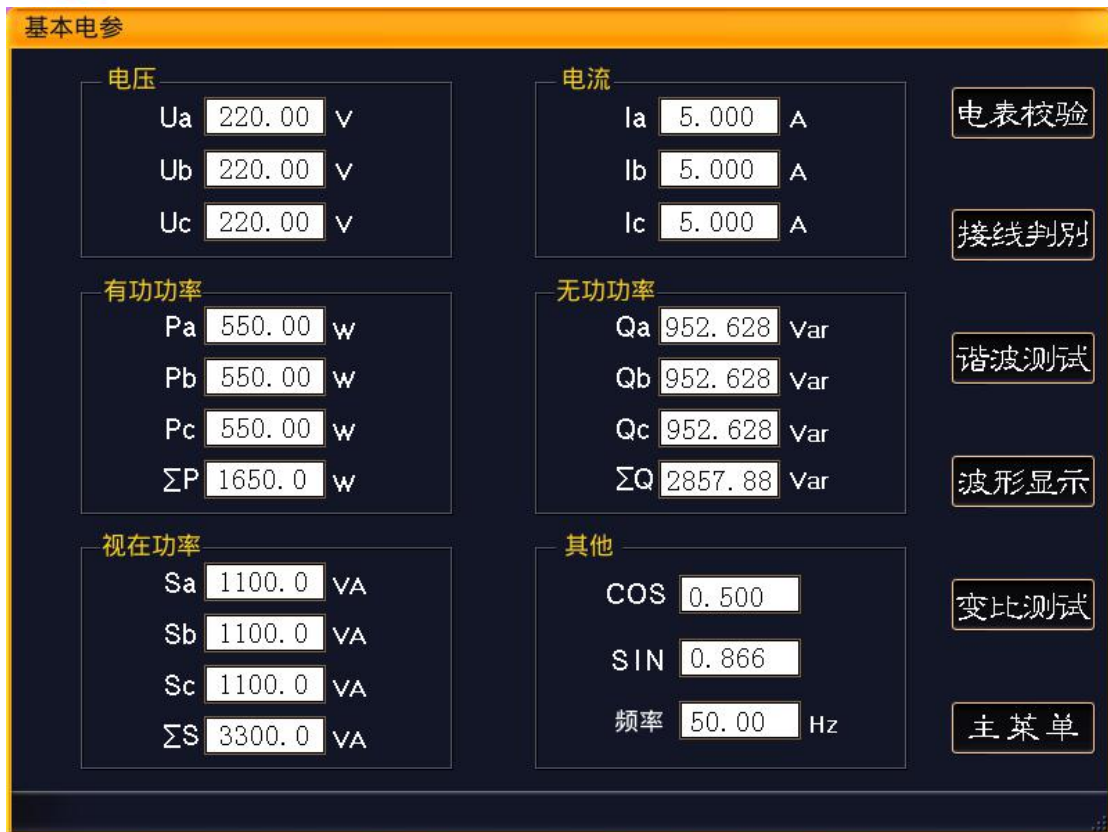 基本电参
电压
Ua 220.00 V
Ub 220.00 V
Uc 220.00 V
电流
Ia 5.000 A
Ib 5.000 A
Ic 5.000 A
有功功率
Pa 550.00 W
Pb 550.00 W
Pc 550.00 W
ΣP 1650.0 W
无功功率
Qa 952.628 Var
Qb 952.628 Var
Qc 952.628 Var
ΣQ 2857.88 Var
视在功率
Sa 1100.0 VA
Sb 1100.0 VA
Sc 1100.0 VA
ΣS 3300.0 VA
其他
COS 0.500
SIN 0.866
频率 50.00 Hz
电表校验
接线判别
谐波测试
波形显示
变比测试
主菜单